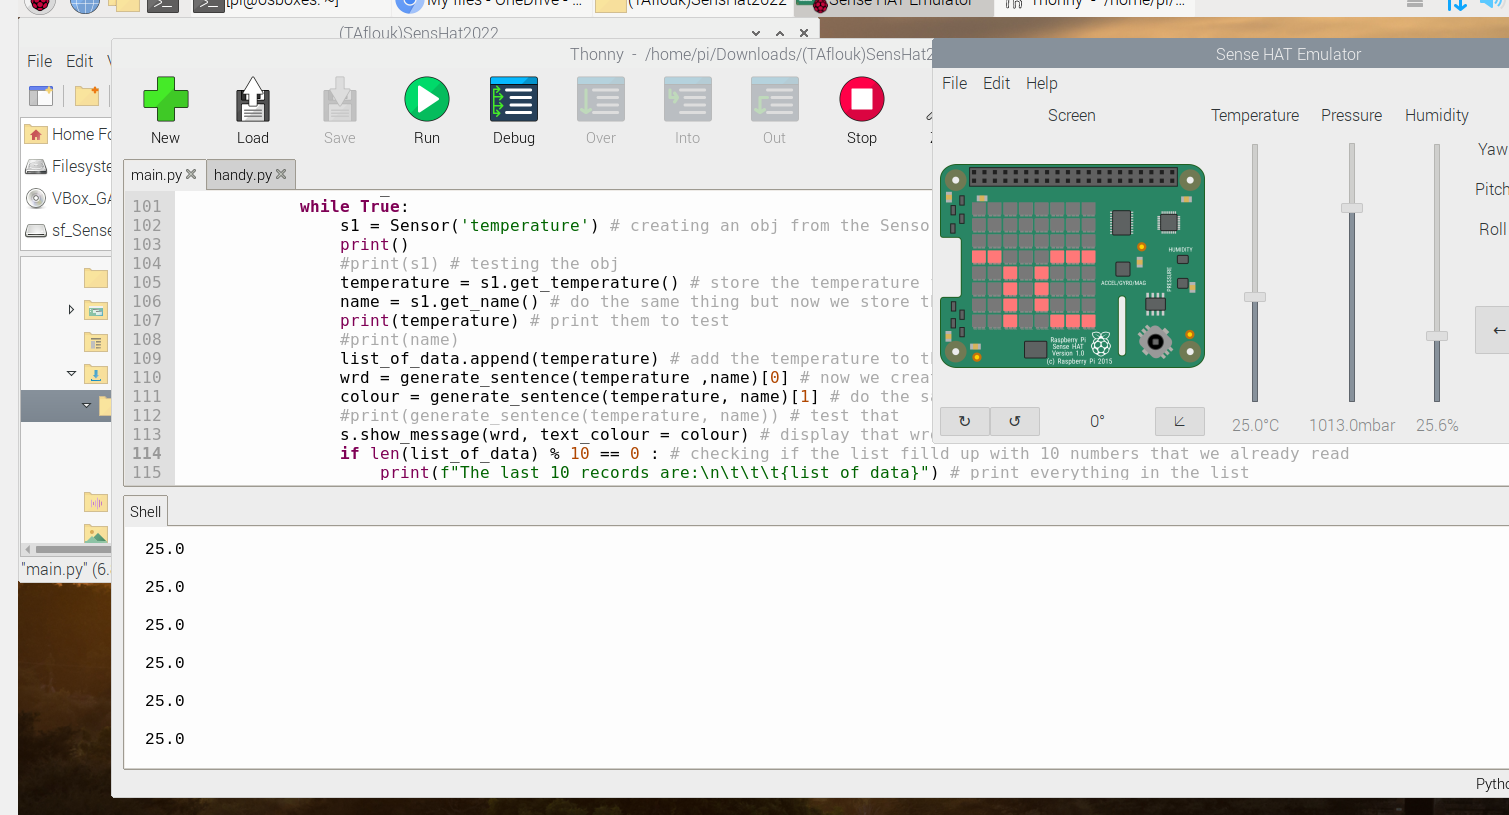 [pi@osboxes: ~]
My files - OneDrive - ...
(TAflouk)SensHat2022
Sense HAT Emulator
Thonny - /home/pi/...
(TAflouk)SensHat2022
File Edit
Thonny - /home/pi/Downloads/(TAflouk)SensHat2
Sense HAT Emulator
New
Load
Save
Run
Debug
Over
Into
Out
Stop
File Edit Help
Screen
Temperature
Pressure
Humidity
Yaw
Pitch
Roll
Home Fo
Filesyste
VBox_GA
sf_Sense
main.py
handy.py
101 while True:
102 s1 = Sensor('temperature') # creating an obj from the Senso
103 print()
104 #print(s1) # testing the obj
105 temperature = s1.get_temperature() # store the temperature
106 name = s1.get_name() # do the same thing but now we store th
107 print(temperature) # print them to test
108 #print(name)
109 list_of_data.append(temperature) # add the temperature to th
110 wrd = generate_sentence(temperature ,name)[0] # now we crea
111 colour = generate_sentence(temperature, name)[1] # do the sa
112 #print(generate_sentence(temperature, name)) # test that
113 s.show_message(wrd, text_colour = colour) # display that wr
114 if len(list_of_data) % 10 == 0 : # checking if the list filld up with 10 numbers that we already read
115 print(f"The last 10 records are:\n\t\t\t{list of data}") # print everything in the list
HUMIDITY
PRESSURE
ACCEL/GYRO/MAG
Raspberry Pi
Sense HAT
Version 1.0
(c) Raspberry Pi 2015
0°
25.0°C
1013.0mbar
25.6%
Shell
25.0
25.0
25.0
25.0
25.0
25.0
"main.py" (6.
Pytho